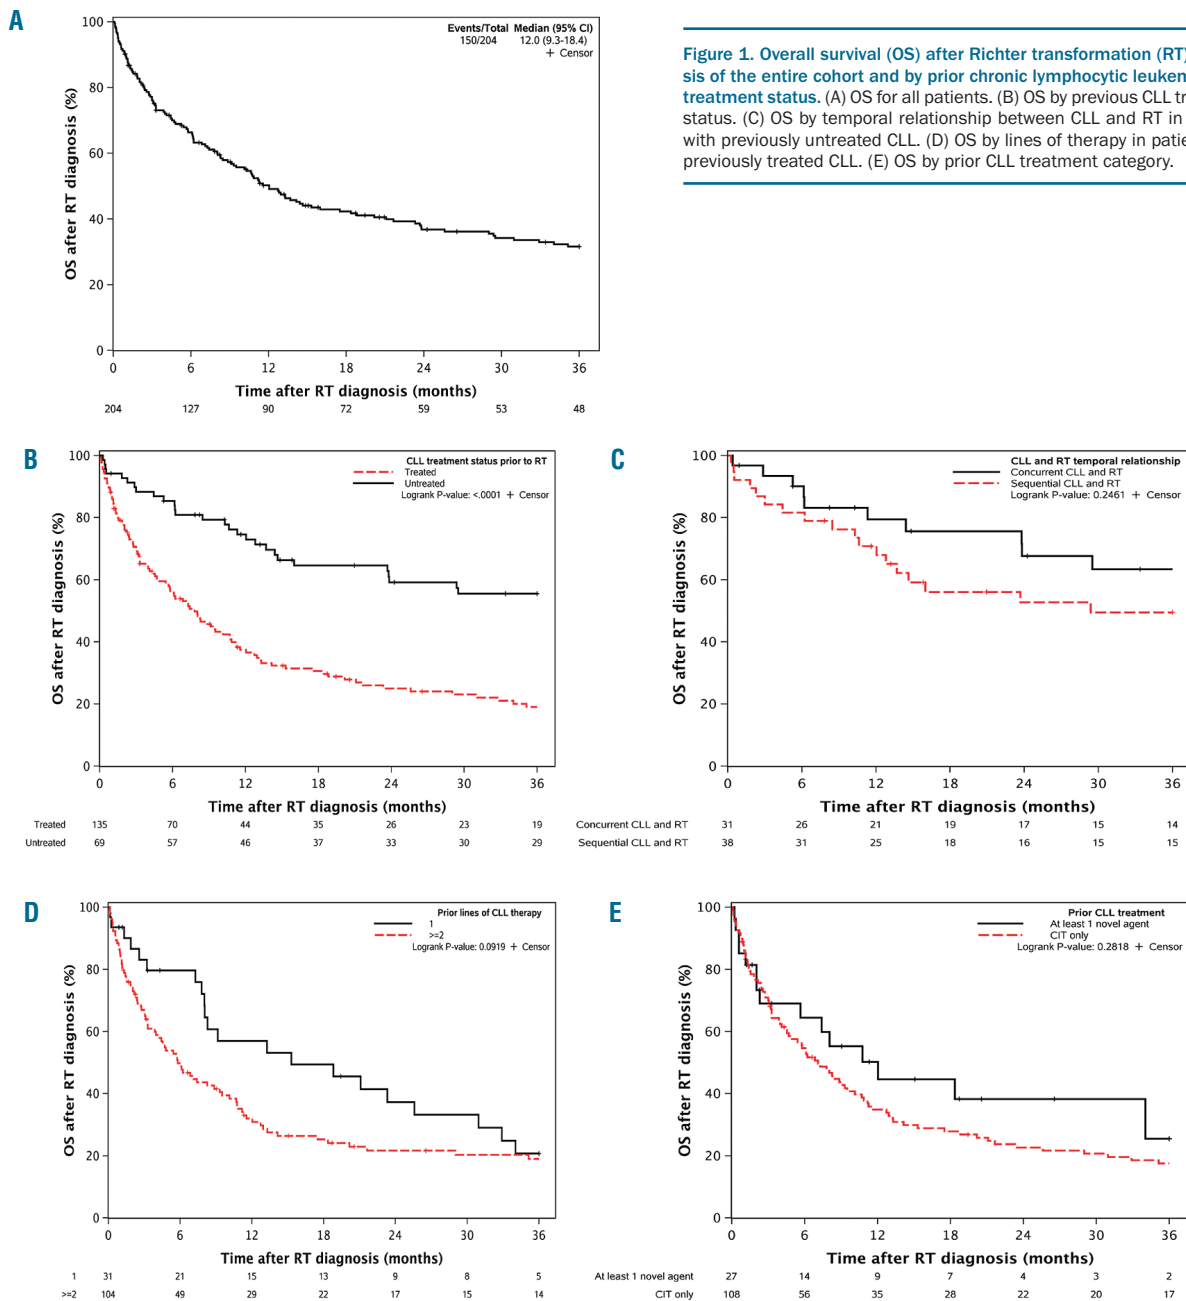 A
100
80
60
40
20
0
OS after RT diagnosis (%)
Events/Total Median (95% CI)
150/204 12.0 (9.3-18.4)
+ Censor
0 6 12 18 24 30 36
Time after RT diagnosis (months)
204 127 90 72 59 53 48
Figure 1. Overall survival (OS) after Richter transformation (RT)
sis of the entire cohort and by prior chronic lymphocytic leukem
treatment status. (A) OS for all patients. (B) OS by previous CLL tr
status. (C) OS by temporal relationship between CLL and RT in
with previously untreated CLL. (D) OS by lines of therapy in patie
previously treated CLL. (E) OS by prior CLL treatment category.
B
100
80
60
40
20
0
OS after RT diagnosis (%)
CLL treatment status prior to RT
Treated
Untreated
Logrank P-value: <.0001 + Censor
0 6 12 18 24 30 36
Time after RT diagnosis (months)
Treated 135 70 44 35 26 23 19
Untreated 69 57 46 37 33 30 29
C
100
80
60
40
20
0
OS after RT diagnosis (%)
CLL and RT temporal relationship
Concurrent CLL and RT
Sequential CLL and RT
Logrank P-value: 0.2461 + Censor
0 6 12 18 24 30 36
Time after RT diagnosis (months)
Concurrent CLL and RT 31 26 21 19 17 15 14
Sequential CLL and RT 38 31 25 18 16 15 15
D
100
80
60
40
20
0
OS after RT diagnosis (%)
Prior lines of CLL therapy
1
>=2
Logrank P-value: 0.0919 + Censor
0 6 12 18 24 30 36
Time after RT diagnosis (months)
1 31 21 15 13 9 8 5
>=2 104 49 29 22 17 15 14
E
100
80
60
40
20
0
OS after RT diagnosis (%)
Prior CLL treatment
At least 1 novel agent
CIT only
Logrank P-value: 0.2818 + Censor
0 6 12 18 24 30 36
Time after RT diagnosis (months)
At least 1 novel agent 27 14 9 7 4 3 2
CIT only 108 56 35 28 22 20 17